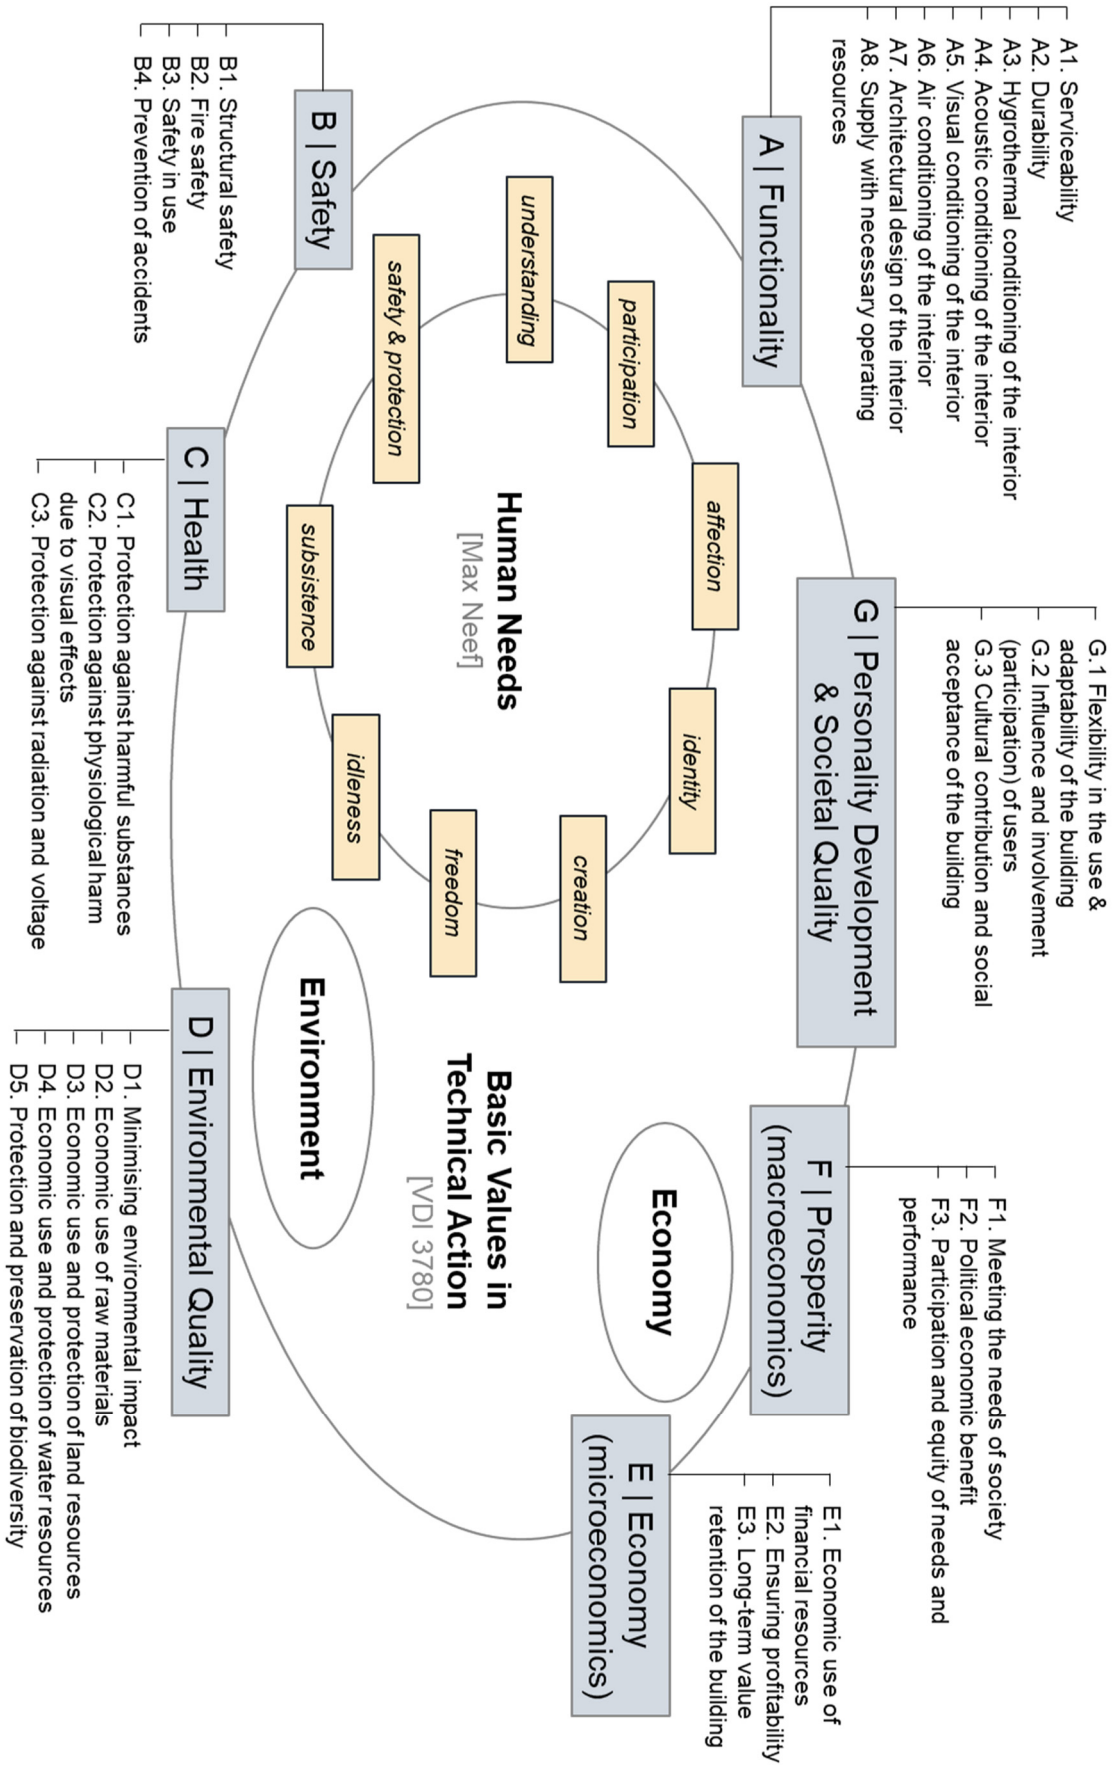 A1. Serviceability
A2. Durability
A3. Hygrothermal conditioning of the interior
A4. Acoustic conditioning of the interior
A5. Visual conditioning of the interior
A6. Air conditioning of the interior
A7. Architectural design of the interior
A8. Supply with necessary operating
resources
A | Functionality
G.1 Flexibility in the use &
adaptability of the building
G.2 Influence and involvement
(participation) of users
G.3 Cultural contribution and social
acceptance of the building
G | Personality Development
& Societal Quality
F1. Meeting the needs of society
F2. Political economic benefit
F3. Participation and equity of needs and
performance
F | Prosperity
(macroeconomics)
E1. Economic use of
financial resources
E2. Ensuring profitability
E3. Long-term value
retention of the building
E | Economy
(microeconomics)
affection
identity
participation
creation
understanding
freedom
safety & protection
idleness
subsistence
Human Needs
[Max Neef]
Economy
Basic Values in
Technical Action
[VDI 3780]
Environment
B | Safety
B1. Structural safety
B2. Fire safety
B3. Safety in use
B4. Prevention of accidents
C | Health
C1. Protection against harmful substances
C2. Protection against physiological harm
due to visual effects
C3. Protection against radiation and voltage
D | Environmental Quality
D1. Minimising environmental impact
D2. Economic use of raw materials
D3. Economic use and protection of land resources
D4. Economic use and protection of water resources
D5. Protection and preservation of biodiversity